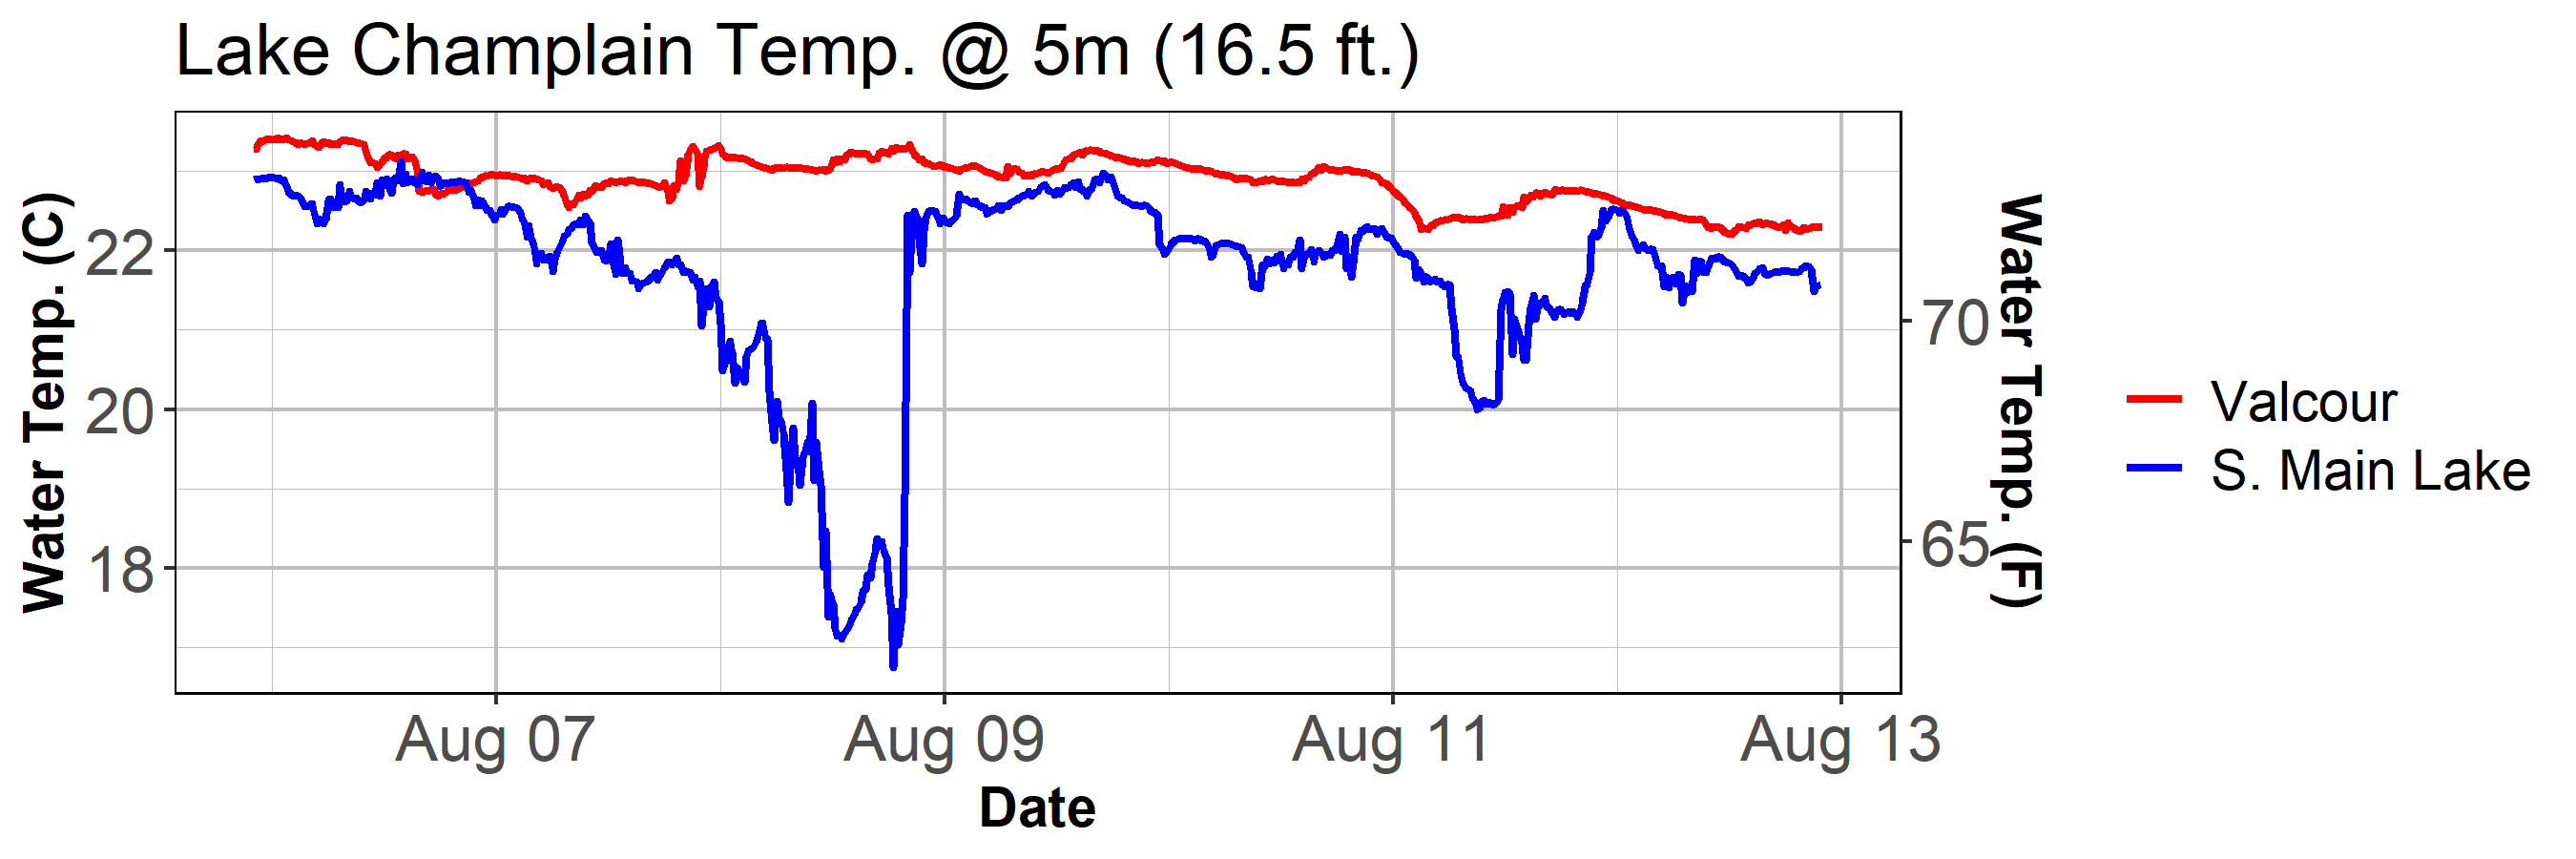 Lake Champlain Temp. @ 5m (16.5 ft.)
Water Temp. (C)
22
20
18
70
65
Water Temp. (F)
Aug 07
Aug 09
Aug 11
Aug 13
Date
Valcour
S. Main Lake